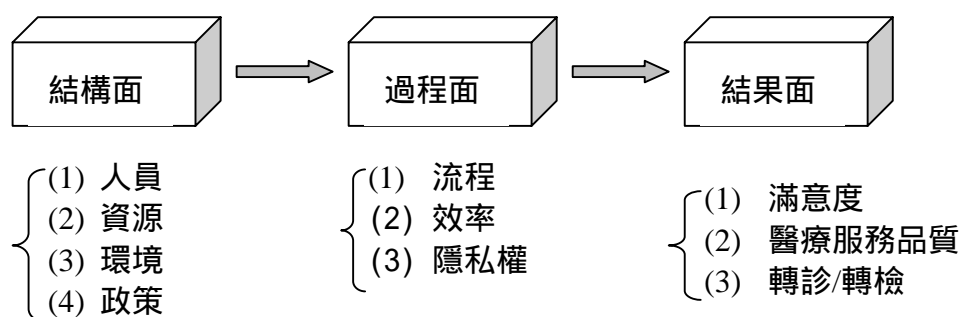 結構面
過程面
結果面
(1) 人員
(2) 資源
(3) 環境
(4) 政策
(1) 流程
(2) 效率
(3) 隱私權
(1) 滿意度
(2) 醫療服務品質
(3) 轉診/轉檢